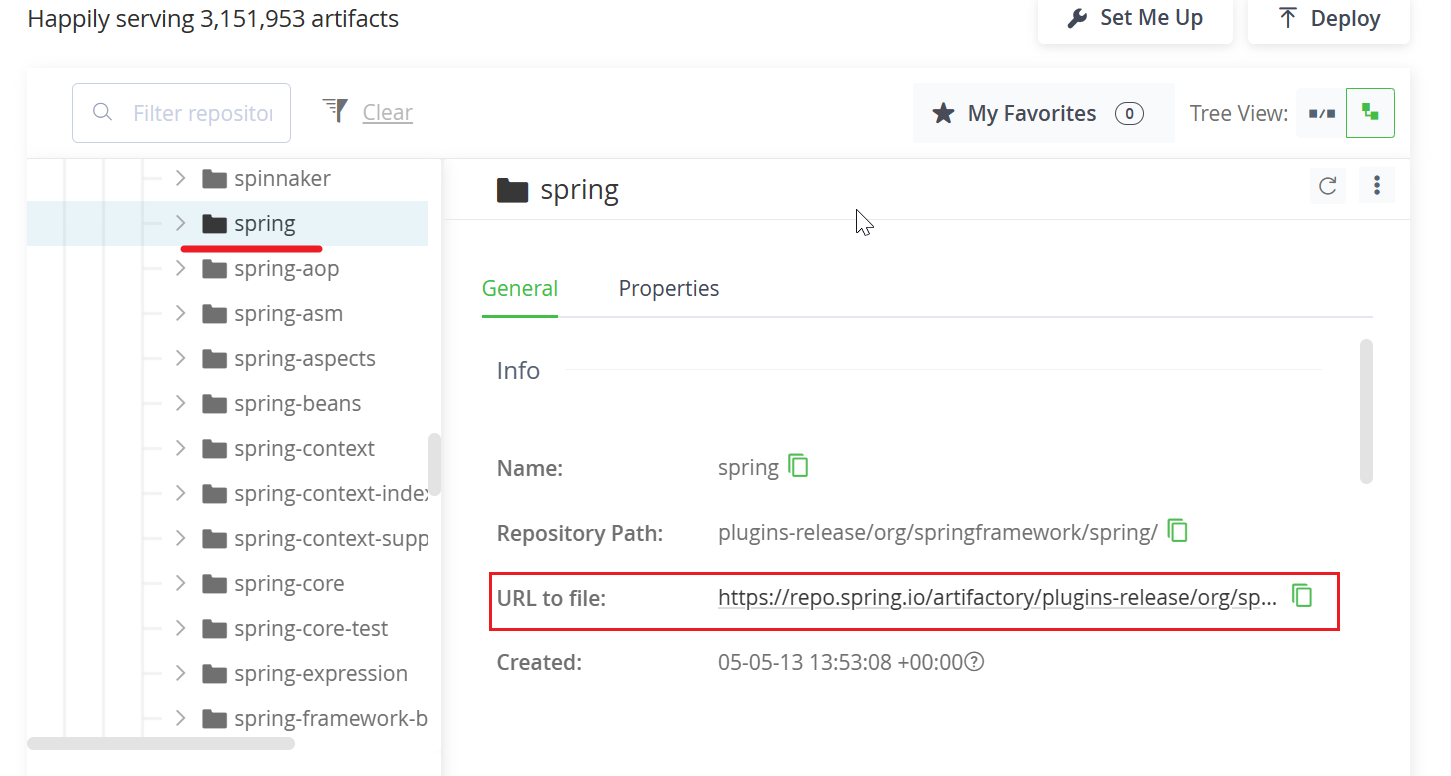 Happily serving 3,151,953 artifacts
Set Me Up
Deploy
Filter repositor
Clear
My Favorites
0
Tree View:
spinnaker
spring
spring-aop
spring-asm
spring-aspects
spring-beans
spring-context
spring-context-index
spring-context-supp
spring-core
spring-core-test
spring-expression
spring-framework-b
spring
General
Properties
Info
Name: spring
Repository Path: plugins-release/org/springframework/spring/
URL to file: https://repo.spring.io/artifactory/plugins-release/org/sp...
Created: 05-05-13 13:53:08 +00:00